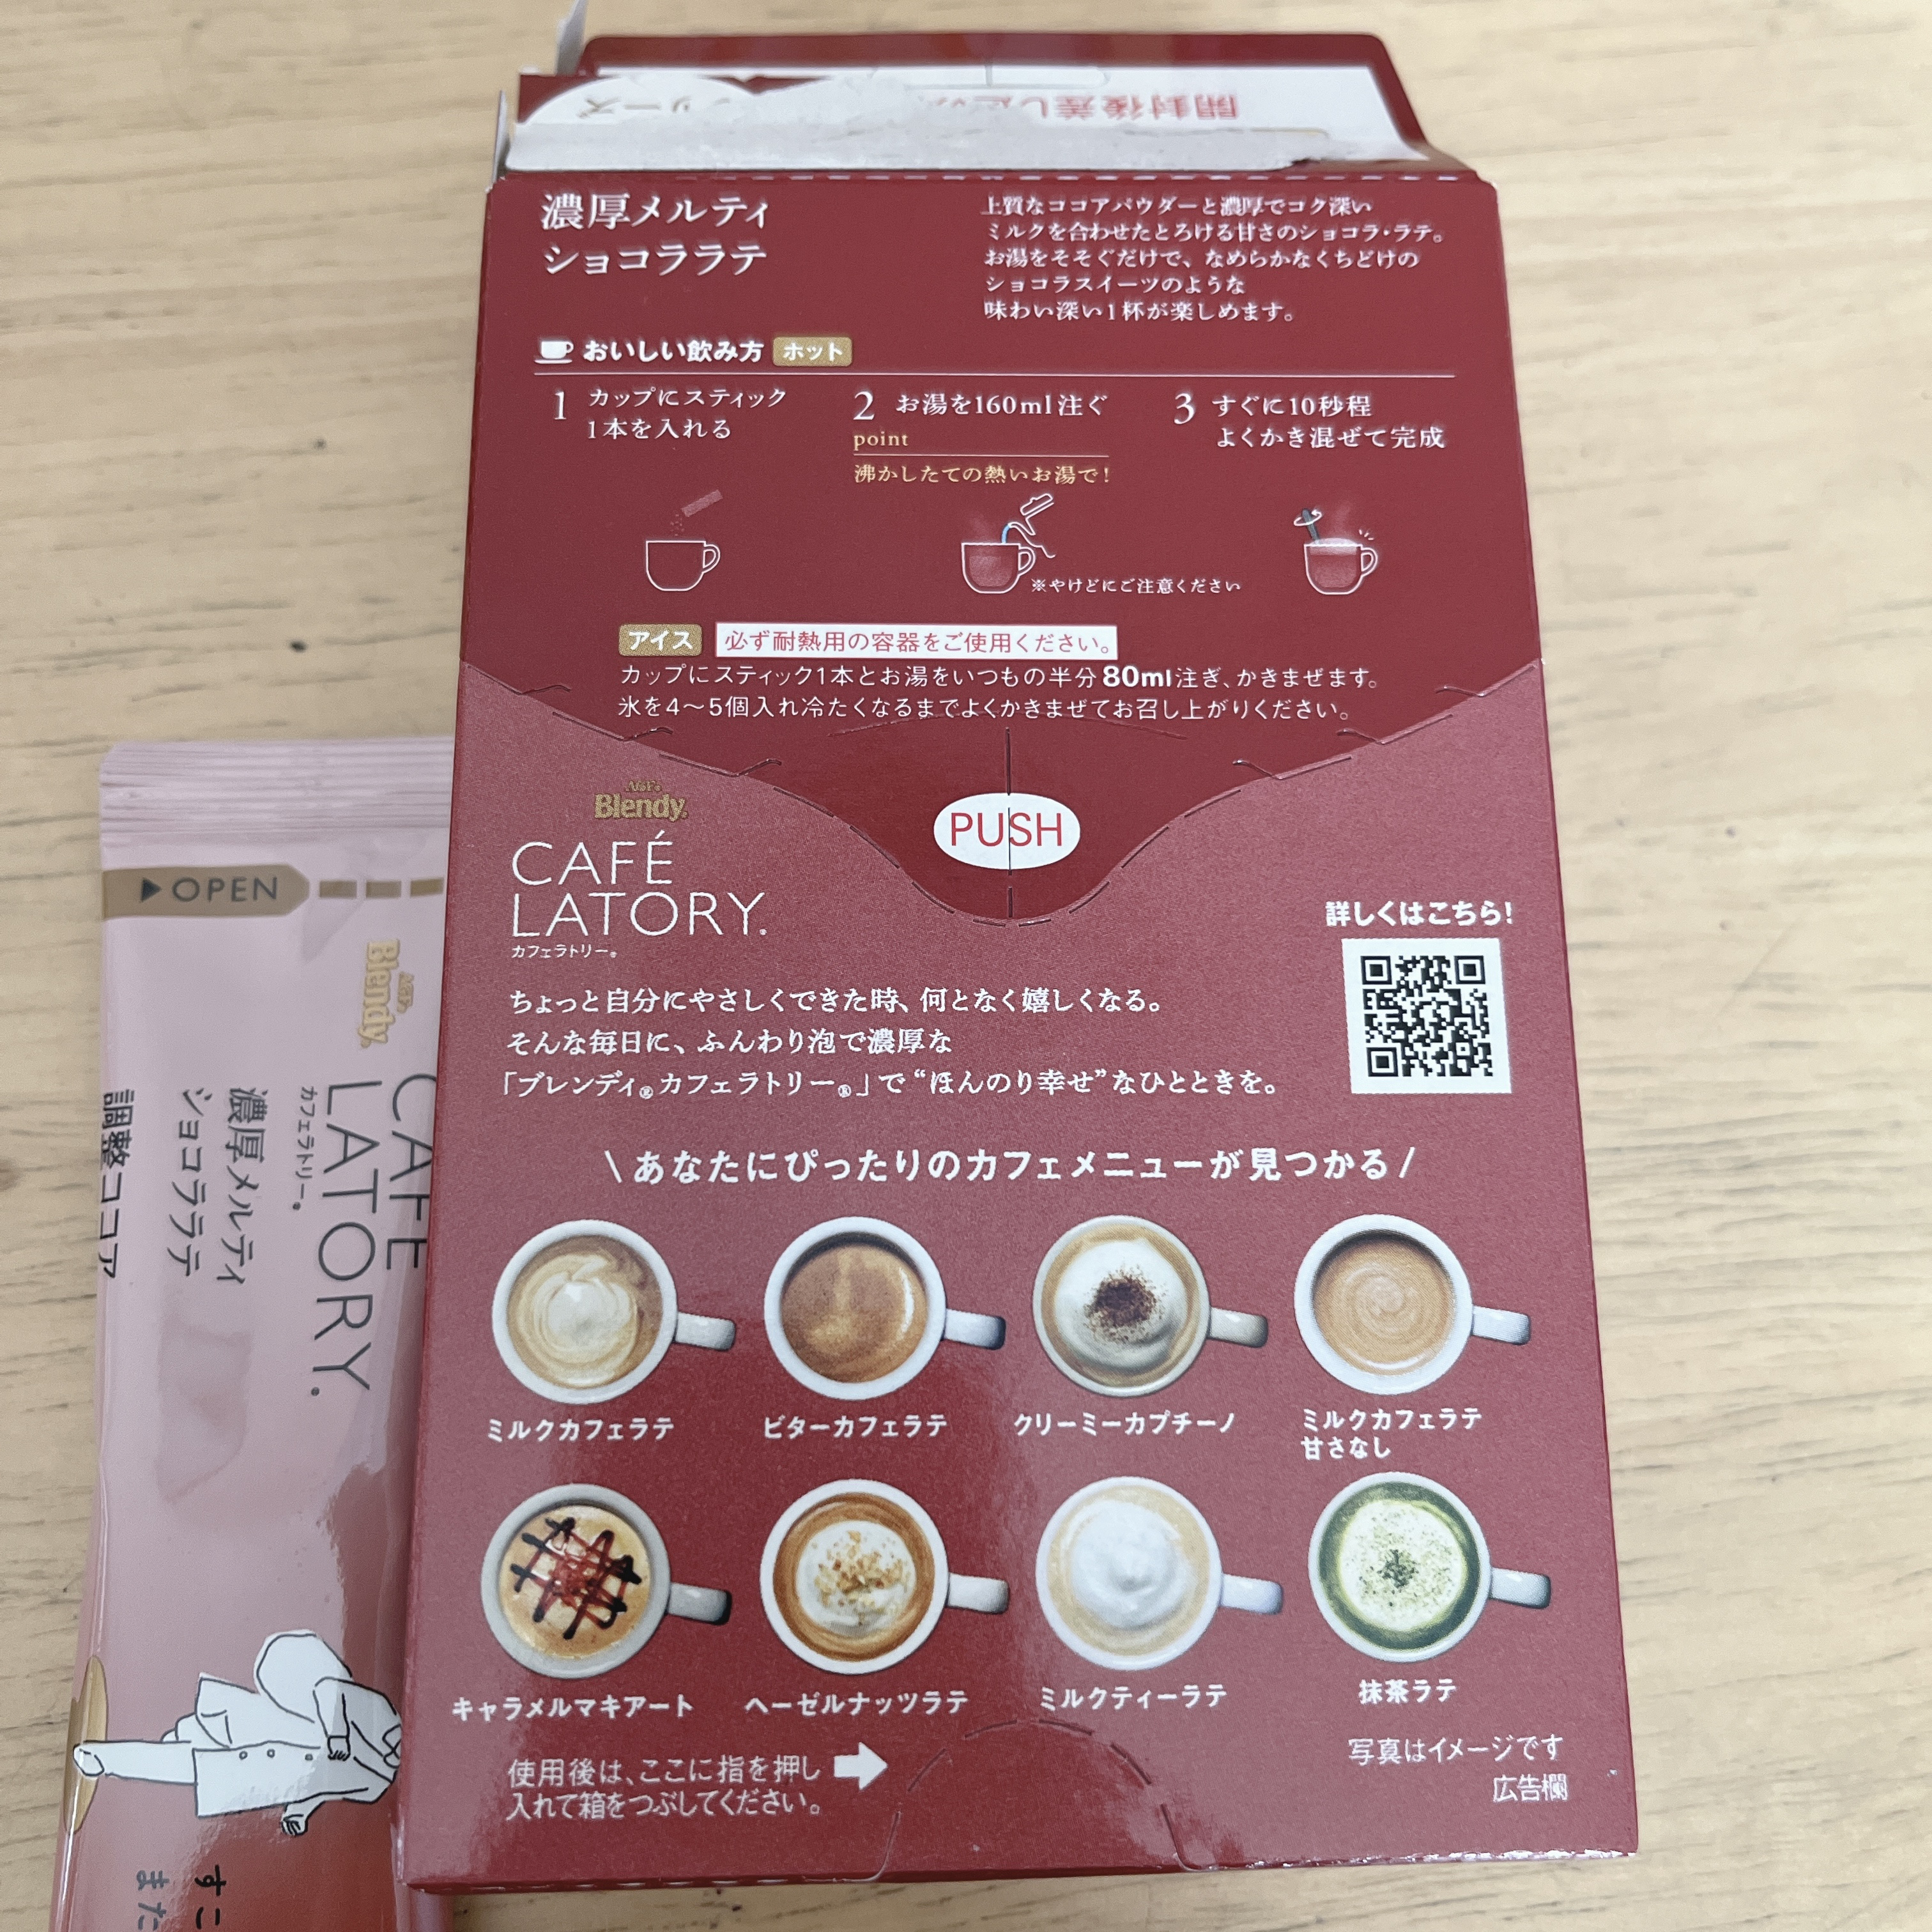 開封後差し
リーズ
濃厚メルティ
ショコララテ
上質なココアパウダーと濃厚でコク深い
ミルクを合わせたとろける甘さのショコラ・ラテ。
お湯をそそぐだけで、なめらかなくちどけの
ショコラスイーツのような
味わい深い1杯が楽しめます。
おいしい飲み方 ホット
1 カップにスティック
1本を入れる
2 お湯を160ml注ぐ
point
沸かしたての熱いお湯で!
※やけどにご注意ください
3 すぐに10秒程
よくかき混ぜて完成
アイス 必ず耐熱用の容器をご使用ください。
カップにスティック1本とお湯をいつもの半分80ml注ぎ、かきまぜます。
氷を4〜5個入れ冷たくなるまでよくかきまぜてお召し上がりください。
PUSH
AGF®
Blendy®
CAFÉ
LATORY®
カフェラトリー®
詳しくはこちら!
ちょっと自分にやさしくできた時、何となく嬉しくなる。
そんな毎日に、ふんわり泡で濃厚な
「ブレンディ®カフェラトリー®」で“ほんのり幸せ”なひとときを。
\ あなたにぴったりのカフェメニューが見つかる /
ミルクカフェラテ
ビターカフェラテ
クリーミーカプチーノ
ミルクカフェラテ
甘さなし
キャラメルマキアート
ヘーゼルナッツラテ
ミルクティーラテ
抹茶ラテ
使用後は、ここに指を押し
入れて箱をつぶしてください。
写真はイメージです
広告欄
OPEN
AGF®
Blendy®
CAFE
LATORY®
カフェラトリー®
濃厚メルティ
ショコララテ
調整ココア
すこ
また